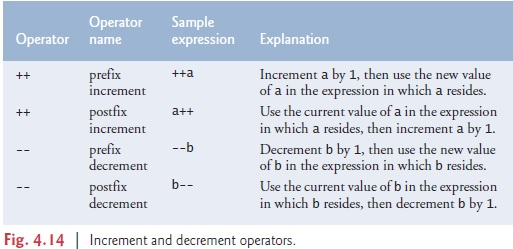 Operator Sample
Operator name expression Explanation
++ prefix ++a Increment a by 1, then use the new value
increment of a in the expression in which a resides.
++ postfix a++ Use the current value of a in the expression
increment in which a resides, then increment a by 1.
-- prefix --b Decrement b by 1, then use the new value
decrement of b in the expression in which b resides.
-- postfix b-- Use the current value of b in the expression
decrement in which b resides, then decrement b by 1.
Fig. 4.14 | Increment and decrement operators.